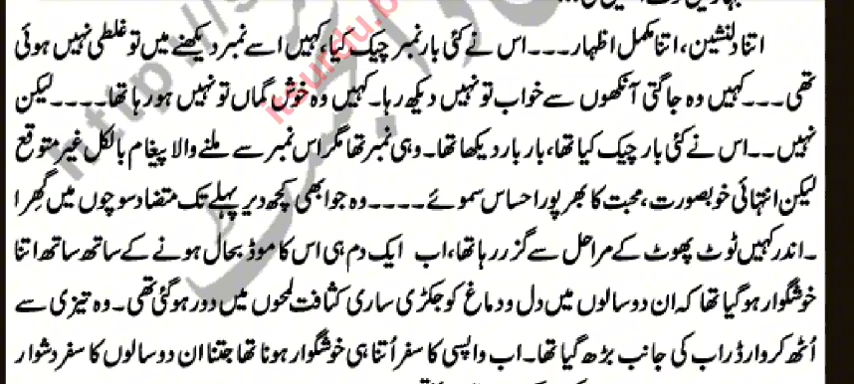 اتنا دلنشین، اتنا مکمل اظہار۔۔۔اس نے کئی بار نمبر چیک کیا، کہیں اسے نمبر دیکھنے میں تو غلطی نہیں ہوئی
تھی۔۔۔کہیں وہ جاگتی آنکھوں سے خواب تو نہیں دیکھ رہا۔ کہیں وہ خوش گماں تو نہیں ہو رہا تھا۔۔۔۔لیکن
نہیں۔۔اس نے کئی بار چیک کیا تھا، بار بار دیکھا تھا۔ وہی نمبر تھا مگر اس نمبر سے ملنے والا پیغام بالکل غیر متوقع
لیکن انتہائی خوبصورت، محبت کا بھرپور احساس سموئے۔۔۔۔وہ جو ابھی کچھ دیر پہلے تک متضاد سوچوں میں گھرا
۔اندر کہیں ٹوٹ پھوٹ کے مراحل سے گزر رہا تھا، اب ایک دم ہی اس کا موڈ بحال ہونے کے ساتھ ساتھ اتنا
خوشگوار ہو گیا تھا کہ ان دو سالوں میں دل و دماغ کو جکڑی ساری کثافت لمحوں میں دور ہو گئی تھی۔ وہ تیزی سے
اُٹھ کر وارڈراب کی جانب بڑھ گیا تھا۔ اب واپسی کا سفر اُتنا ہی خوشگوار ہونا تھا جتنا ان دو سالوں کا سفر دشوار
http://